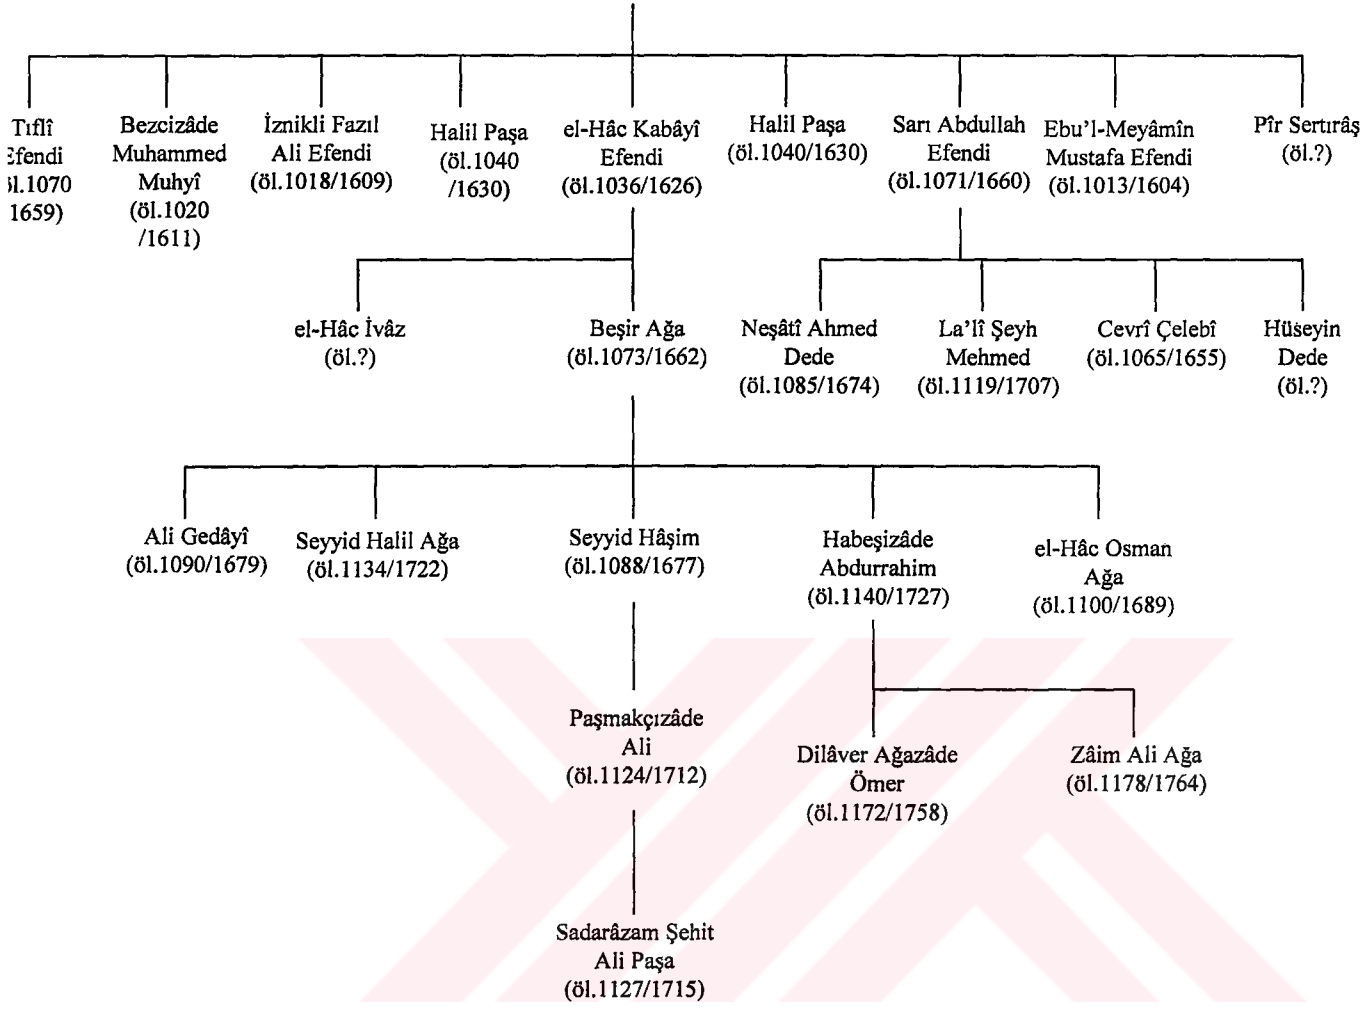 Tıflî
Efendi
öl.1070
1659)
Bezcizâde
Muhammed
Muhyî
(öl.1020
/1611)
İznikli Fazıl
Ali Efendi
(öl.1018/1609)
Halil Paşa
(öl.1040
/1630)
el-Hâc Kabâyî
Efendi
(öl.1036/1626)
Halil Paşa
(öl.1040/1630)
Sarı Abdullah
Efendi
(öl.1071/1660)
Ebu'l-Meyâmîn
Mustafa Efendi
(öl.1013/1604)
Pîr Sertırâş
(öl.?)
el-Hâc İvâz
(öl.?)
Beşir Ağa
(öl.1073/1662)
Neşâtî Ahmed
Dede
(öl.1085/1674)
La'lî Şeyh
Mehmed
(öl.1119/1707)
Cevrî Çelebî
(öl.1065/1655)
Hüseyin
Dede
(öl.?)
Ali Gedâyî
(öl.1090/1679)
Seyyid Halil Ağa
(öl.1134/1722)
Seyyid Hâşim
(öl.1088/1677)
Habeşizâde
Abdurrahim
(öl.1140/1727)
el-Hâc Osman
Ağa
(öl.1100/1689)
Paşmakçızâde
Ali
(öl.1124/1712)
Dilâver Ağazâde
Ömer
(öl.1172/1758)
Zâim Ali Ağa
(öl.1178/1764)
Sadarâzam Şehit
Ali Paşa
(öl.1127/1715)